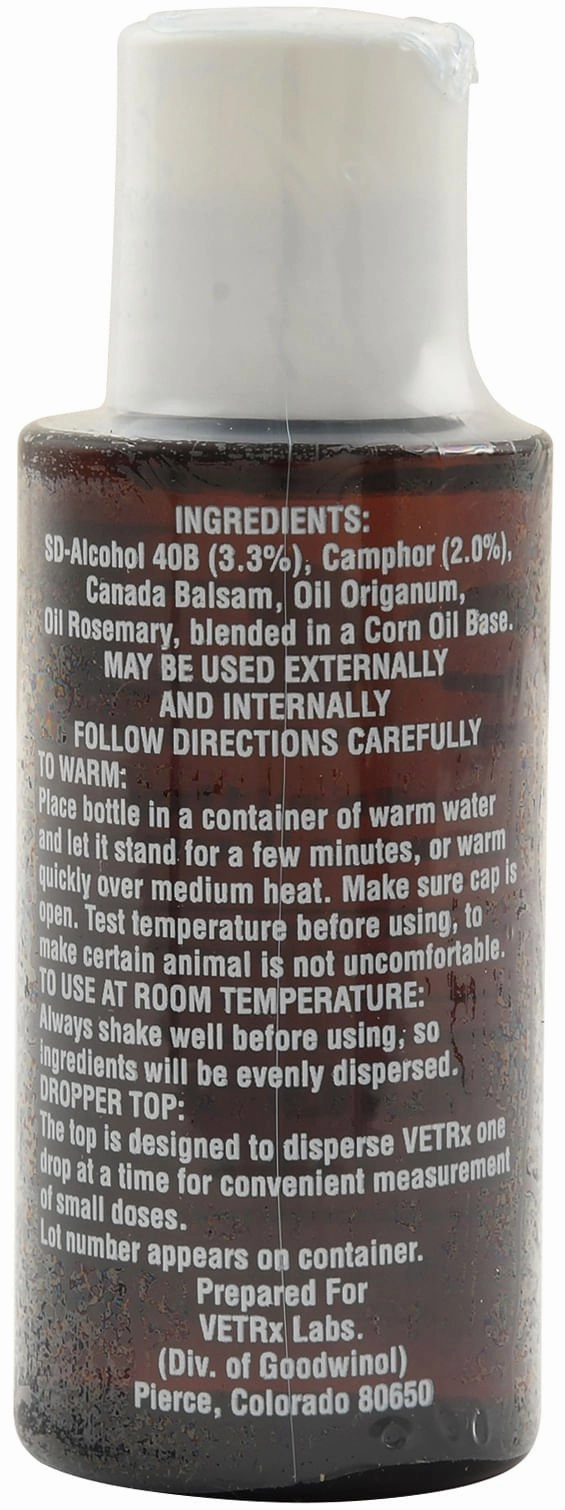 INGREDIENTS:
SD-Alcohol 40B (3.3%), Camphor (2.0%),
Canada Balsam, Oil Origanum,
Oil Rosemary, blended in a Corn Oil Base.
MAY BE USED EXTERNALLY
AND INTERNALLY
FOLLOW DIRECTIONS CAREFULLY
TO WARM:
Place bottle in a container of warm water
and let it stand for a few minutes, or warm
quickly over medium heat. Make sure cap is
open. Test temperature before using, to
make certain animal is not uncomfortable.
TO USE AT ROOM TEMPERATURE:
Always shake well before using, so
ingredients will be evenly dispersed.
DROPPER TOP:
The top is designed to disperse VETRx one
drop at a time for convenient measurement
of small doses.
Lot number appears on container.
Prepared For
VETRx Labs.
(Div. of Goodwinol)
Pierce, Colorado 80650